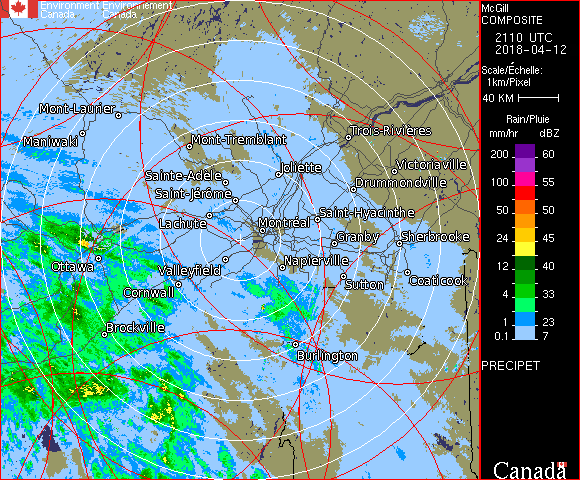 Environment Environnement
Canada Canada
McGill
COMPOSITE
2110 UTC
2018-04-12
Scale/Échelle:
1km/Pixel
40 KM
Rain/Pluie
mm/hr dBZ
200 60
100 55
50 50
24 45
12 40
4 33
1 23
0.1 7
PRECIPET
Canada
Mont-Laurier
Maniwaki
Mont-Tremblant
Trois-Rivières
Sainte-Adele
Joliette
Victoriaville
Saint-Jérôme
Drummondville
Lachute
Montréal
Saint-Hyacinthe
Granby
Sherbrooke
Ottawa
Valleyfield
Napierville
Cornwall
Sutton
Coaticook
Brockville
Burlington